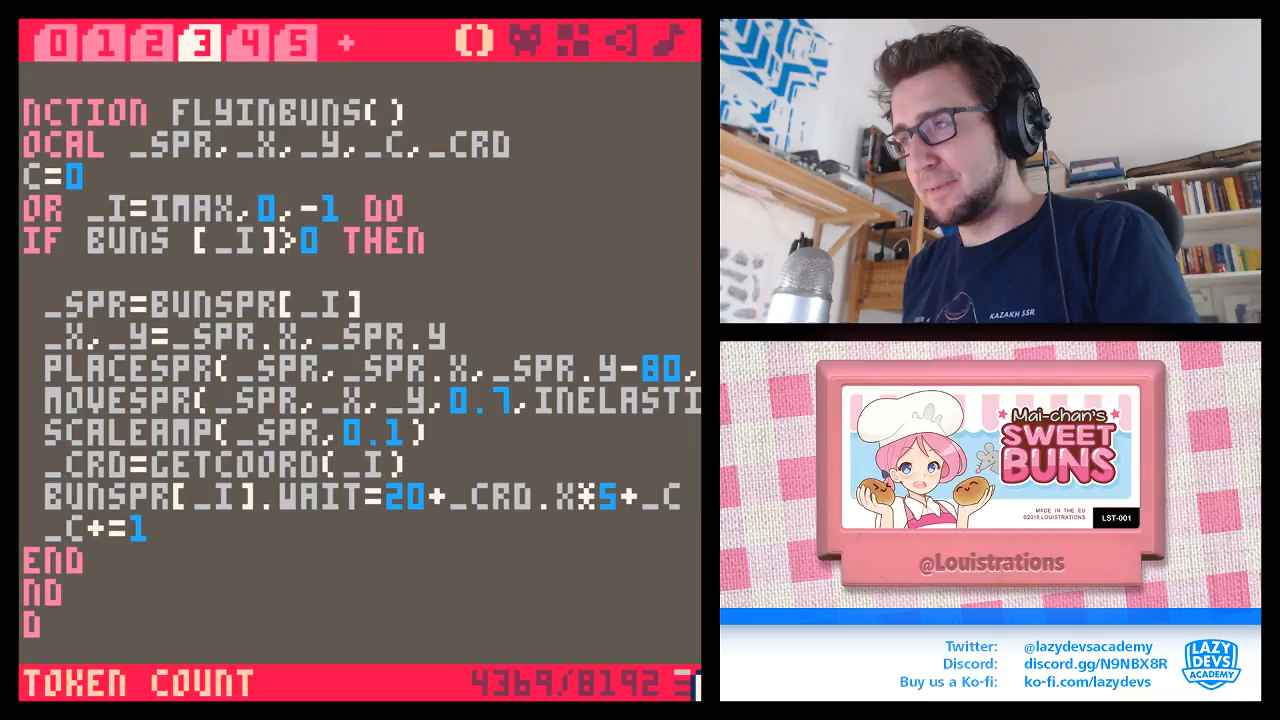 0 1 2 3 4 5 +
NCTION FLYINBUNS()
OCAL _SPR,_X,_Y,_C,_CRD
C=0
OR _I=IMAX,0,-1 DO
IF BUNS [_I]>0 THEN
_SPR=BUNSPR[_I]
_X,_Y=_SPR.X,_SPR.Y
PLACESPR(_SPR,_SPR.X,_SPR.Y-80,
MOVESPR(_SPR,_X,_Y,0.7,INELASTI
SCALEAMP(_SPR,0.1)
_CRD=GETCOORD(_I)
BUNSPR[_I].WAIT=20+_CRD.X*5+_C
_C+=1
END
ND
D
TOKEN COUNT 4369/8192
KAZAKH SSR
Mai-chan's
SWEET
BUNS
MADE IN THE EU
©2018 LOUISTRATIONS
LST-001
@Louistrations
Twitter: @lazydevsacademy
Discord: discord.gg/N9NBX8R
Buy us a Ko-fi: ko-fi.com/lazydevs
LAZY
DEVS
ACADEMY